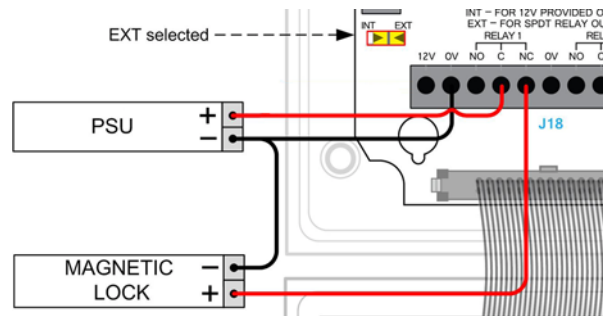 INT – FOR 12V PROVIDED O
EXT – FOR SPDT RELAY OU
EXT selected
INT EXT
RELAY 1 REL
12V 0V NO C NC 0V NO C
J18
PSU + −
MAGNETIC −
LOCK +